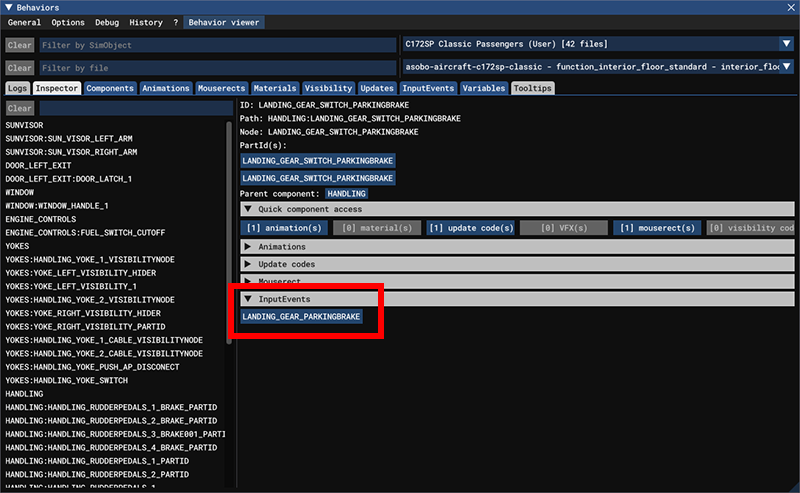 Behaviors
General Options Debug History ? Behavior viewer
Clear Filter by SimObject
C172SP Classic Passengers (User) [42 files]
Clear Filter by file
asobo-aircraft-c172sp-classic - function_interior_floor_standard - interior_floo
Logs Inspector Components Animations Mouserects Materials Visibility Updates InputEvents Variables Tooltips
Clear
SUNVISOR
SUNVISOR:SUN_VISOR_LEFT_ARM
SUNVISOR:SUN_VISOR_RIGHT_ARM
DOOR_LEFT_EXIT
DOOR_LEFT_EXIT:DOOR_LATCH_1
WINDOW
WINDOW:WINDOW_HANDLE_1
ENGINE_CONTROLS
ENGINE_CONTROLS:FUEL_SWITCH_CUTOFF
YOKES
YOKES:HANDLING_YOKE_1_VISIBILITYNODE
YOKES:YOKE_LEFT_VISIBILITY_HIDER
YOKES:YOKE_LEFT_VISIBILITY_1
YOKES:HANDLING_YOKE_2_VISIBILITYNODE
YOKES:YOKE_RIGHT_VISIBILITY_HIDER
YOKES:YOKE_RIGHT_VISIBILITY_PARTID
YOKES:HANDLING_YOKE_1_CABLE_VISIBILITYNODE
YOKES:HANDLING_YOKE_2_CABLE_VISIBILITYNODE
YOKES:HANDLING_YOKE_PUSH_AP_DISCONECT
YOKES:HANDLING_YOKE_SWITCH
HANDLING
HANDLING:HANDLING_RUDDERPEDALS_1_BRAKE_PARTID
HANDLING:HANDLING_RUDDERPEDALS_2_BRAKE_PARTID
HANDLING:HANDLING_RUDDERPEDALS_3_BRAKE001_PARTI
HANDLING:HANDLING_RUDDERPEDALS_4_BRAKE_PARTID
HANDLING:HANDLING_RUDDERPEDALS_1_PARTID
HANDLING:HANDLING_RUDDERPEDALS_2_PARTID
ID: LANDING_GEAR_SWITCH_PARKINGBRAKE
Path: HANDLING:LANDING_GEAR_SWITCH_PARKINGBRAKE
Node: LANDING_GEAR_SWITCH_PARKINGBRAKE
PartId(s):
LANDING_GEAR_SWITCH_PARKINGBRAKE
LANDING_GEAR_SWITCH_PARKINGBRAKE
Parent component: HANDLING
Quick component access
[1] animation(s) [0] material(s) [1] update code(s) [0] VFX(s) [1] mouserect(s) [0] visibility cod
Animations
Update codes
Mouserect
InputEvents
LANDING_GEAR_PARKINGBRAKE